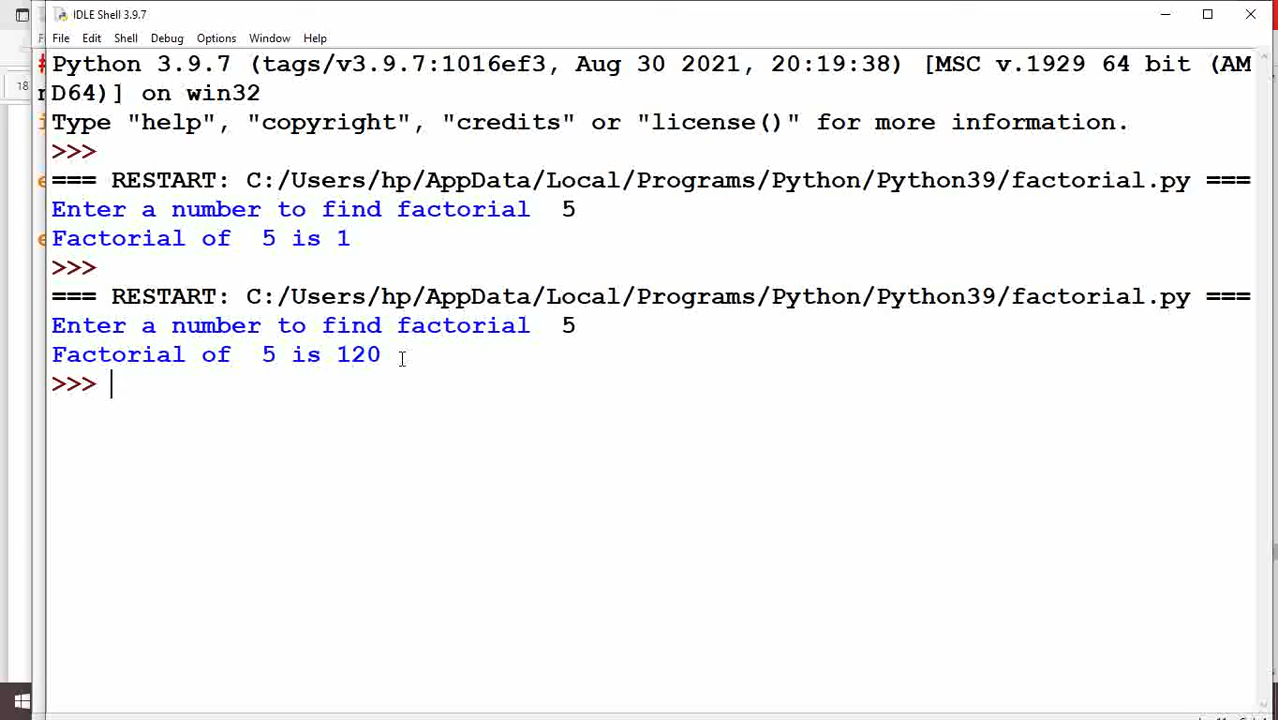 IDLE Shell 3.9.7
File Edit Shell Debug Options Window Help
Python 3.9.7 (tags/v3.9.7:1016ef3, Aug 30 2021, 20:19:38) [MSC v.1929 64 bit (AM
D64)] on win32
18
Type "help", "copyright", "credits" or "license()" for more information.
>>>
=== RESTART: C:/Users/hp/AppData/Local/Programs/Python/Python39/factorial.py ===
Enter a number to find factorial  5
Factorial of  5 is 1
>>>
=== RESTART: C:/Users/hp/AppData/Local/Programs/Python/Python39/factorial.py ===
Enter a number to find factorial  5
Factorial of  5 is 120
>>>